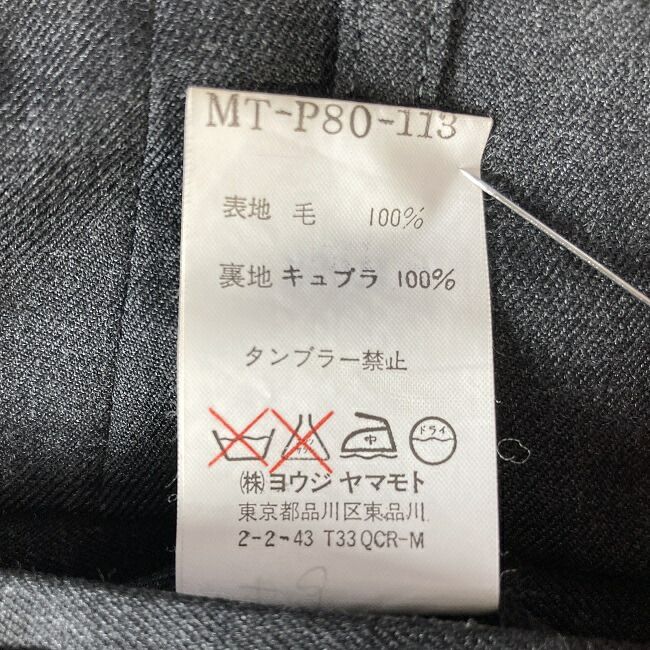 MT-P80-113
表地 毛 100%
裏地 キュプラ 100%
タンブラー禁止
中 ドライ
(株)ヨウジ ヤマモト
東京都品川区東品川
2-2-43 T33QCR-M